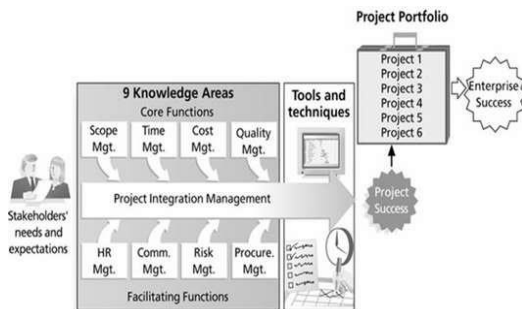 Project Portfolio
Project 1
Project 2
Project 3
Project 4
Project 5
Project 6
Enterprise
Success
9 Knowledge Areas
Core Functions
Tools and
techniques
Scope
Mgt.
Time
Mgt.
Cost
Mgt.
Quality
Mgt.
Project Integration Management
Stakeholders'
needs and
expectations
Project
Success
HR
Mgt.
Comm.
Mgt.
Risk
Mgt.
Procure.
Mgt.
Facilitating Functions